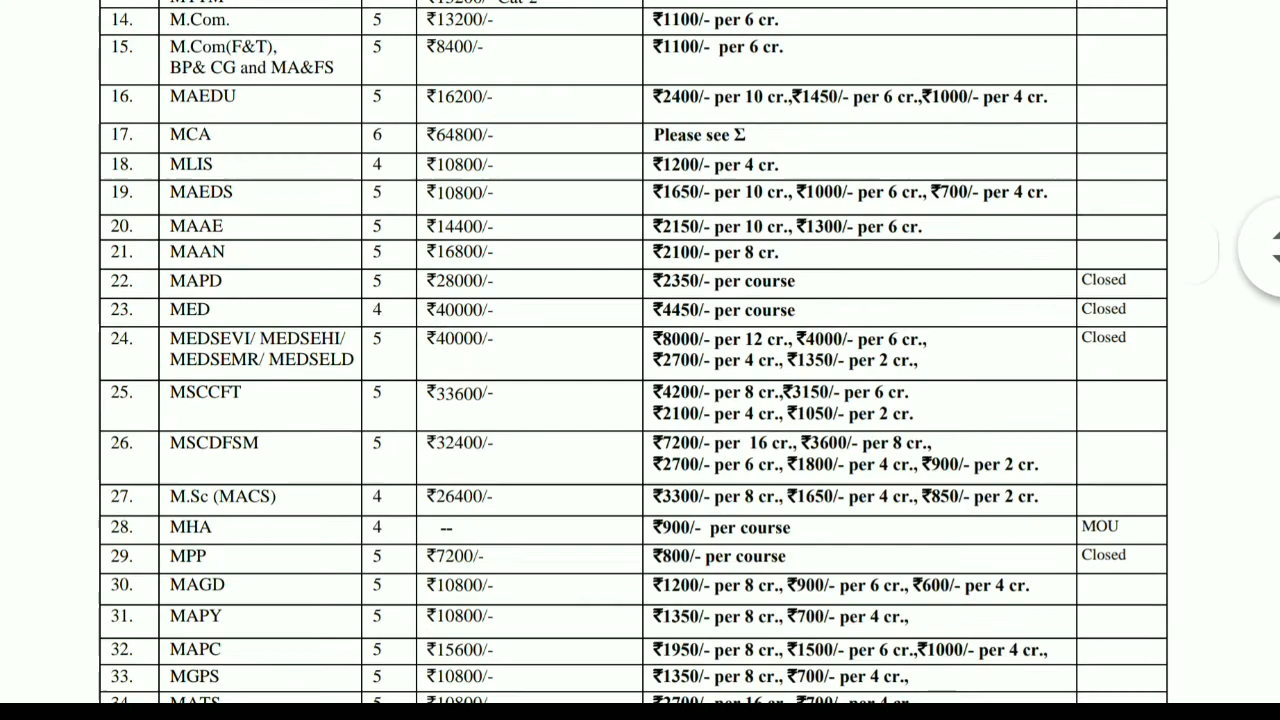 14. M.Com. 5 ₹13200/- ₹1100/- per 6 cr.
15. M.Com(F&T), 5 ₹8400/- ₹1100/- per 6 cr.
BP& CG and MA&FS
16. MAEDU 5 ₹16200/- ₹2400/- per 10 cr.,₹1450/- per 6 cr.,₹1000/- per 4 cr.
17. MCA 6 ₹64800/- Please see Σ
18. MLIS 4 ₹10800/- ₹1200/- per 4 cr.
19. MAEDS 5 ₹10800/- ₹1650/- per 10 cr., ₹1000/- per 6 cr., ₹700/- per 4 cr.
20. MAAE 5 ₹14400/- ₹2150/- per 10 cr., ₹1300/- per 6 cr.
21. MAAN 5 ₹16800/- ₹2100/- per 8 cr.
22. MAPD 5 ₹28000/- ₹2350/- per course Closed
23. MED 4 ₹40000/- ₹4450/- per course Closed
24. MEDSEVI/ MEDSEHI/ 5 ₹40000/- ₹8000/- per 12 cr., ₹4000/- per 6 cr., Closed
MEDSEMR/ MEDSELD ₹2700/- per 4 cr., ₹1350/- per 2 cr.,
25. MSCCFT 5 ₹33600/- ₹4200/- per 8 cr.,₹3150/- per 6 cr.
₹2100/- per 4 cr., ₹1050/- per 2 cr.
26. MSCDFSM 5 ₹32400/- ₹7200/- per 16 cr., ₹3600/- per 8 cr.,
₹2700/- per 6 cr., ₹1800/- per 4 cr., ₹900/- per 2 cr.
27. M.Sc (MACS) 4 ₹26400/- ₹3300/- per 8 cr., ₹1650/- per 4 cr., ₹850/- per 2 cr.
28. MHA 4 -- ₹900/- per course MOU
29. MPP 5 ₹7200/- ₹800/- per course Closed
30. MAGD 5 ₹10800/- ₹1200/- per 8 cr., ₹900/- per 6 cr., ₹600/- per 4 cr.
31. MAPY 5 ₹10800/- ₹1350/- per 8 cr., ₹700/- per 4 cr.,
32. MAPC 5 ₹15600/- ₹1950/- per 8 cr., ₹1500/- per 6 cr.,₹1000/- per 4 cr.,
33. MGPS 5 ₹10800/- ₹1350/- per 8 cr., ₹700/- per 4 cr.,
34. MATS 5 ₹10800/- ₹2700/- per 16 cr., ₹700/- per 4 cr.